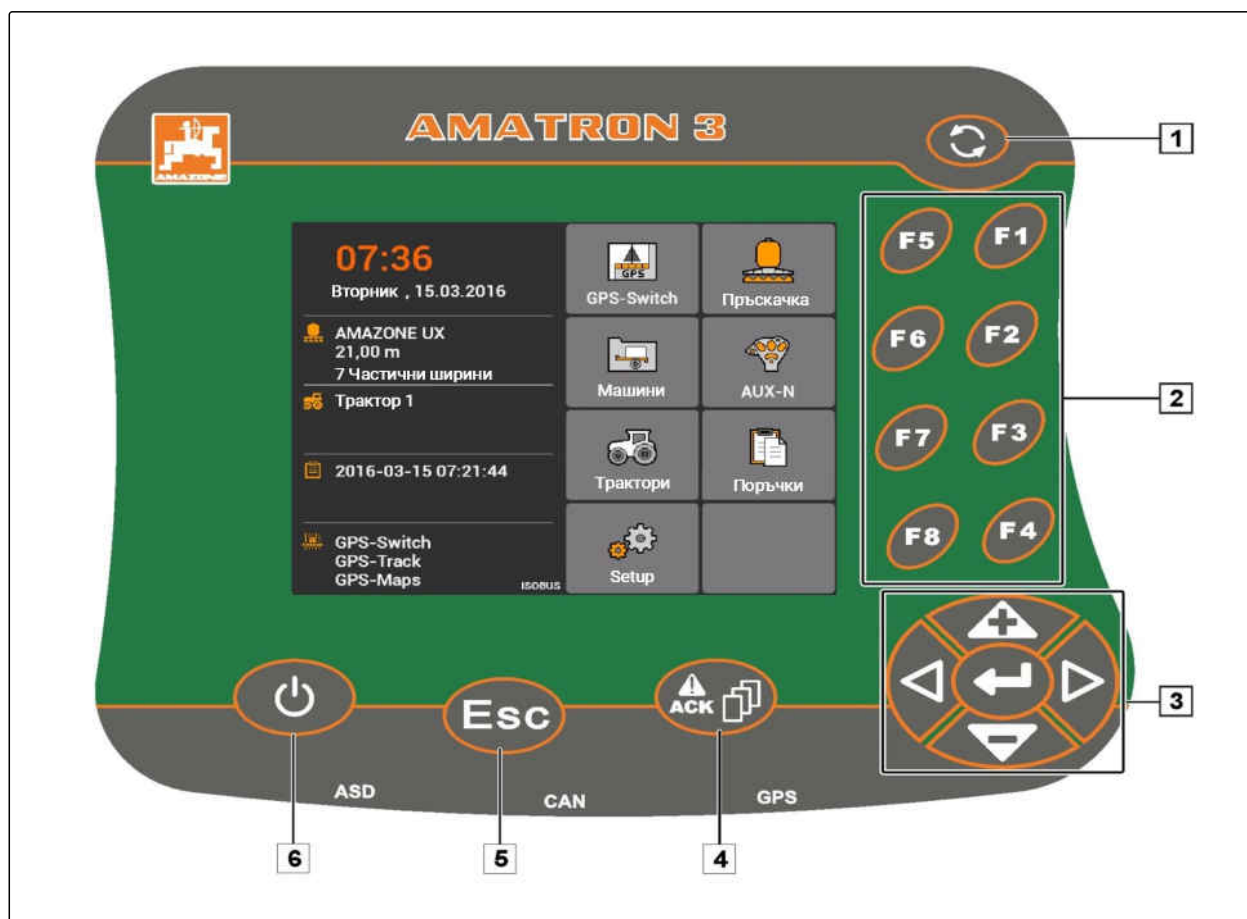 AMATRON 3
AMAZONE
1
07:36
Вторник , 15.03.2016
AMAZONE UX
21,00 m
7 Частични ширини
Трактор 1
2016-03-15 07:21:44
GPS-Switch
GPS-Track
GPS-Maps
ISOBUS
GPS
GPS-Switch
Пръскачка
Машини
AUX-N
Трактори
Поръчки
Setup
F5
F1
F6
F2
F7
F3
F8
F4
2
3
Esc
ACK
ASD
CAN
GPS
6
5
4